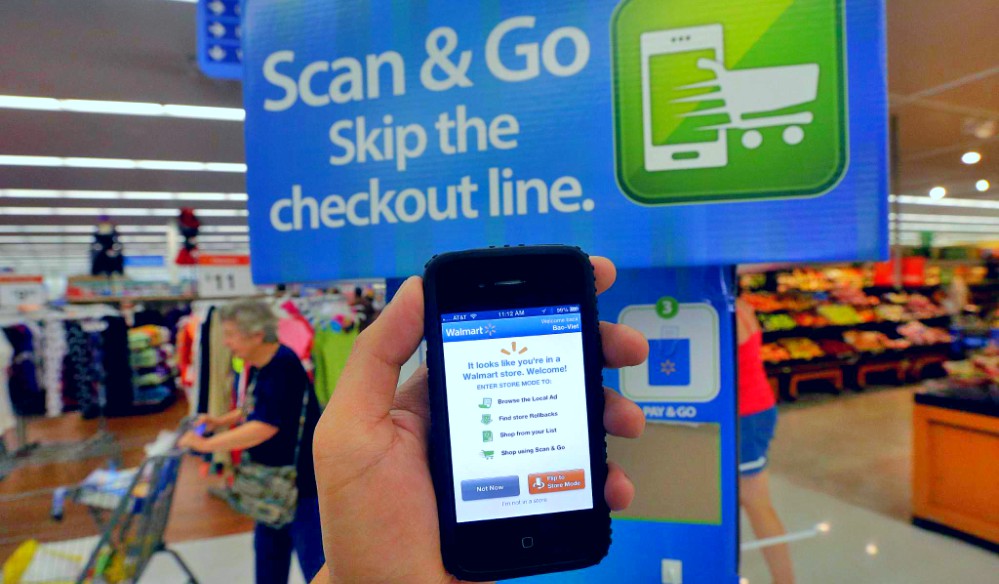 Scan & Go
Skip the
checkout line.
11
3
PAY & GO
AT&T
11:12 AM
Walmart
Welcome back
Bao-Viet
It looks like you're in a
Walmart store. Welcome!
ENTER STORE MODE TO:
Browse the Local Ad
Find store Rollbacks
Shop from your List
Shop using Scan & Go
Not Now
Flip to
Store Mode
I'm not in a store